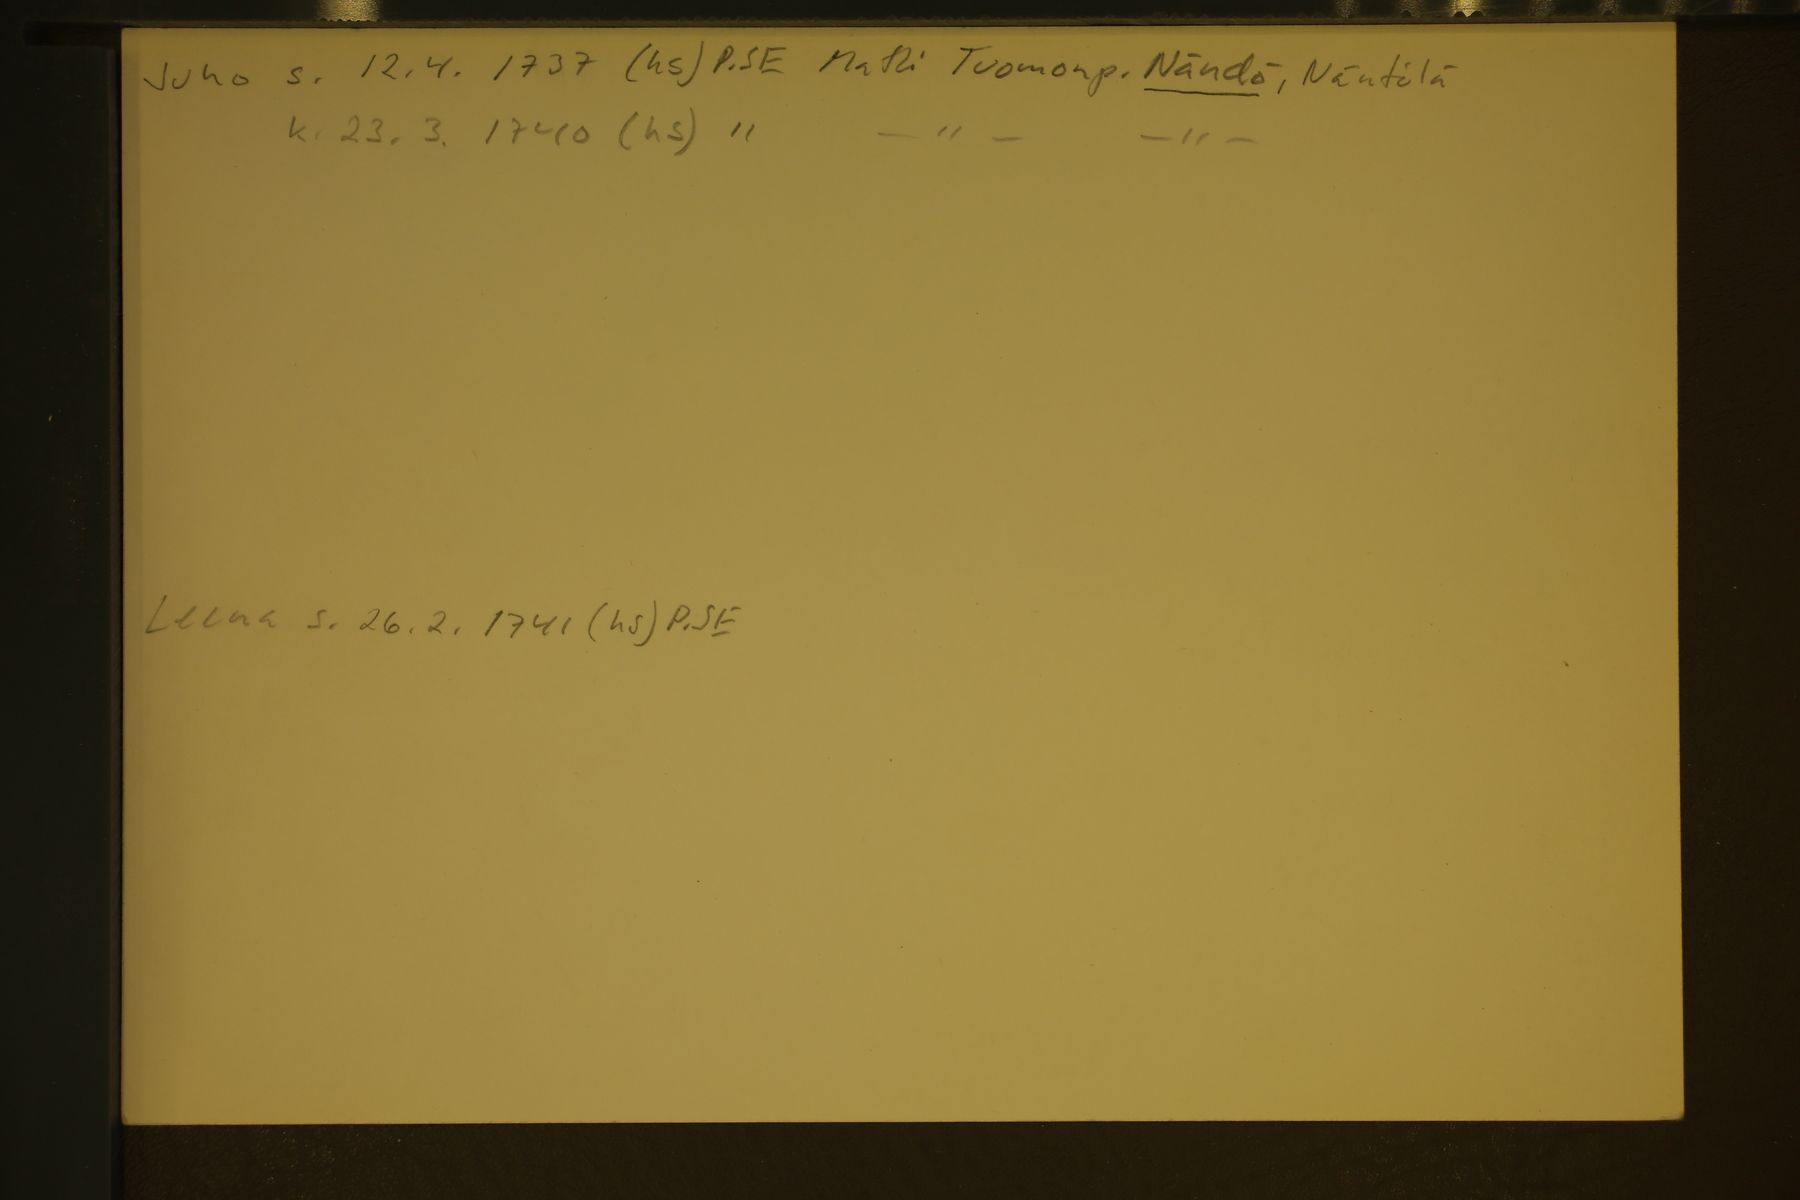 Juho s. 12.4. 1737 (hs) P.SE Matti Tuomonp. Nändö, Näntölä
k. 23. 3. 1740 (hs) " —"— —"—
Leena s. 26.2. 1741 (hs) P.SE